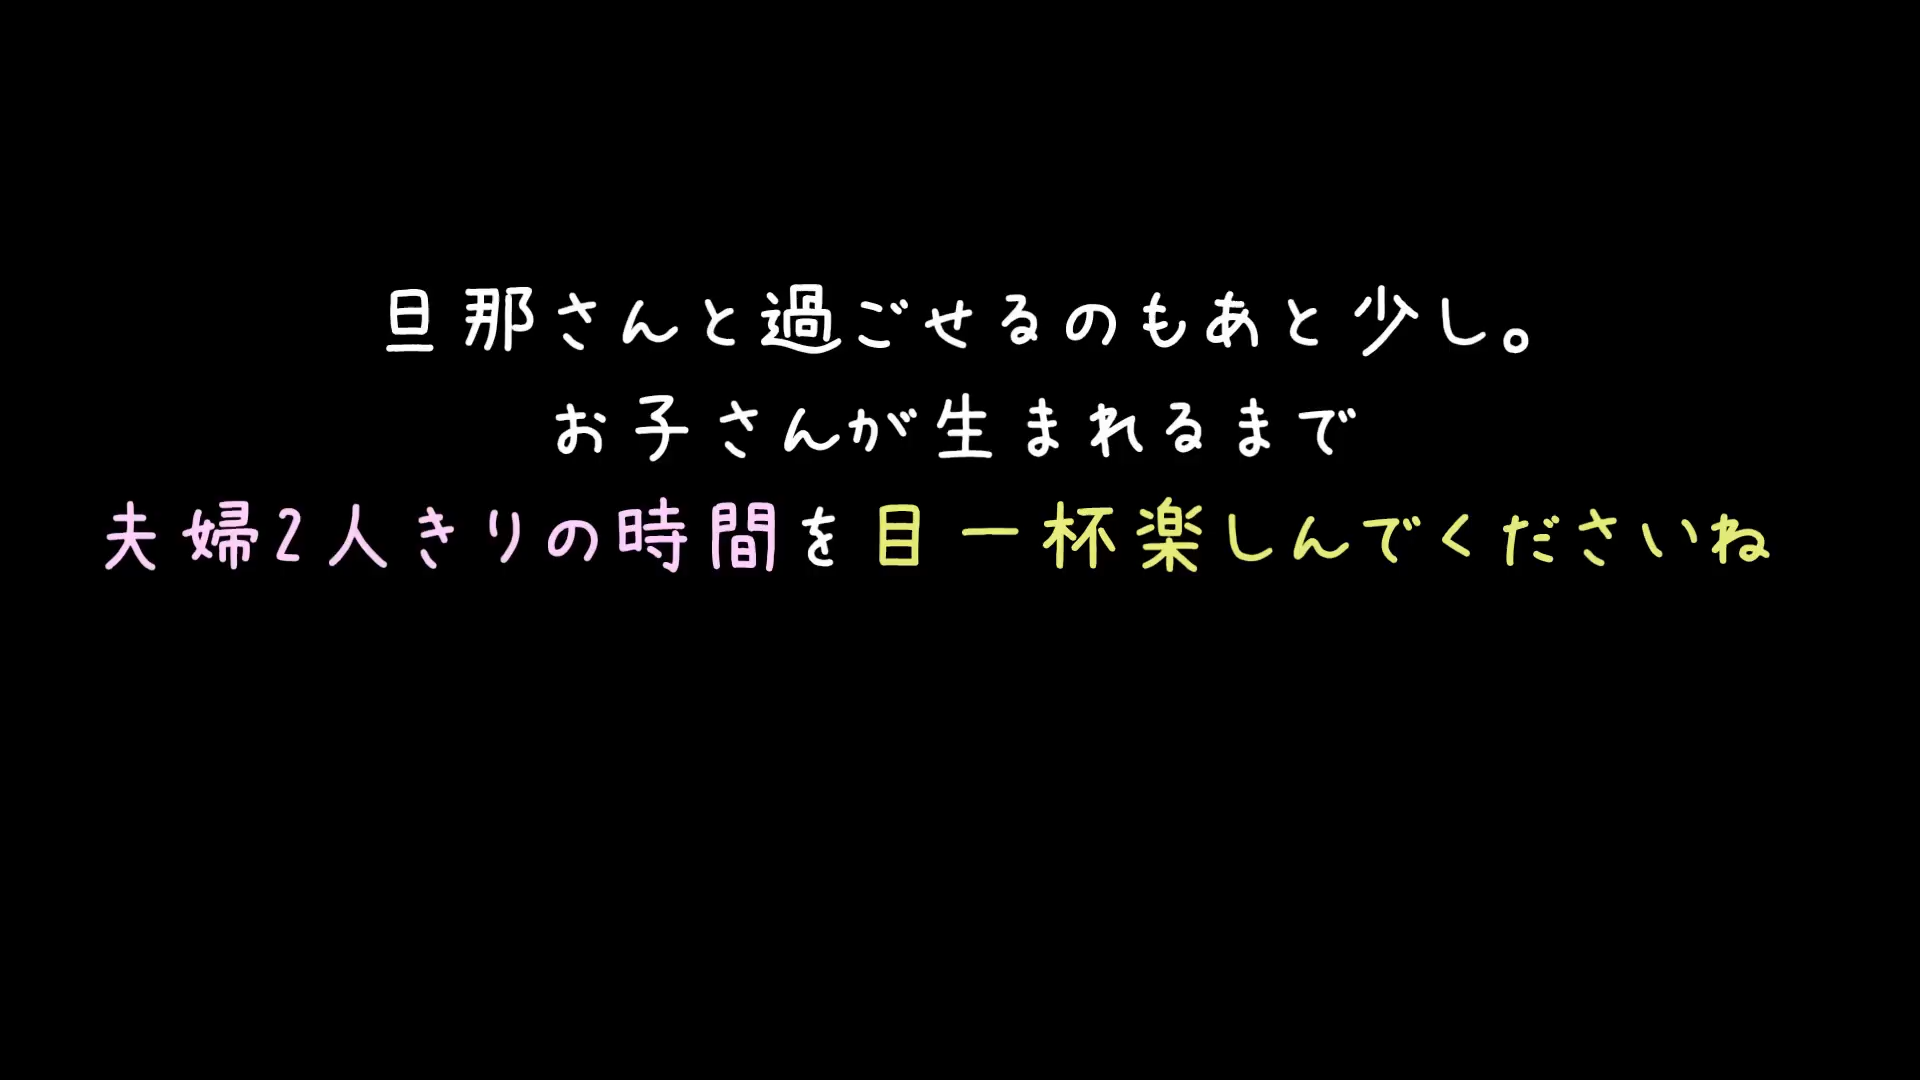 旦那さんと過ごせるのもあと少し。
お子さんが生まれるまで
夫婦2人きりの時間を目一杯楽しんでくださいね